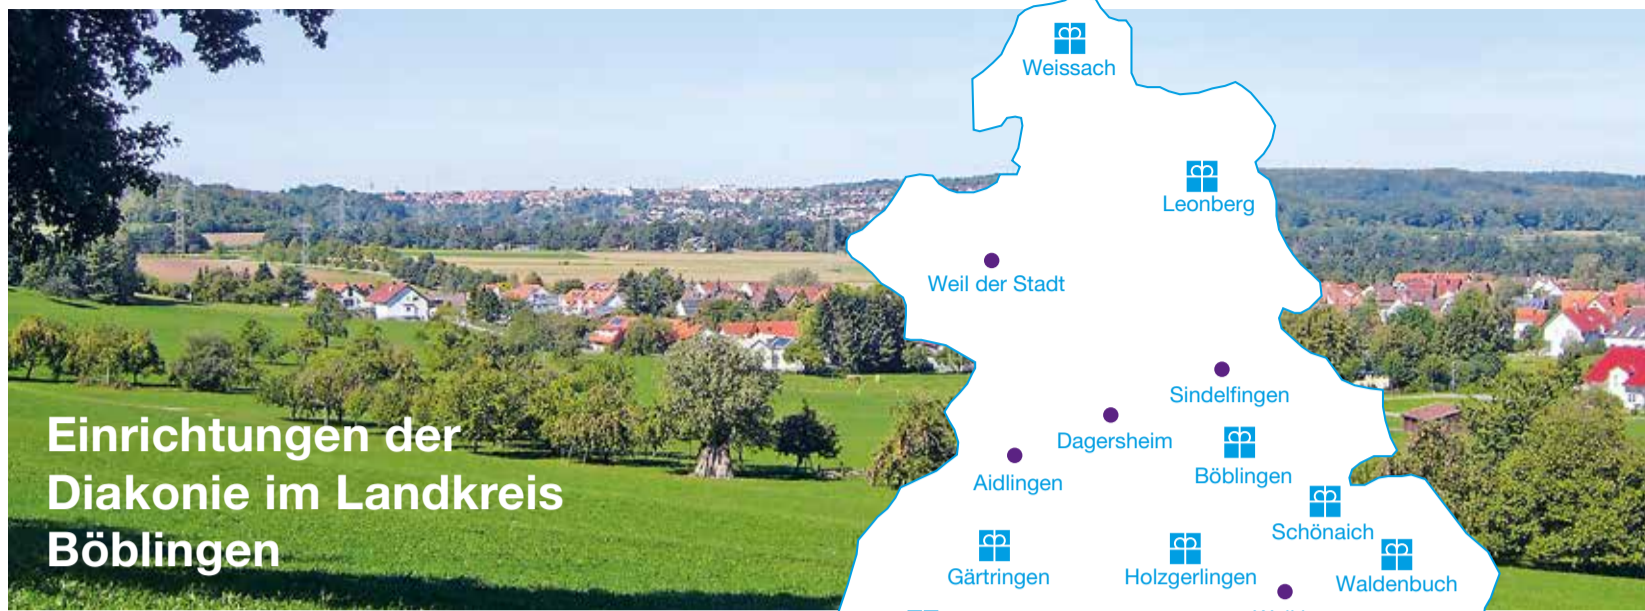 Weissach
Leonberg
Weil der Stadt
Sindelfingen
Dagersheim
Böblingen
Aidlingen
Schönaich
Gärtringen
Holzgerlingen
Waldenbuch
Einrichtungen der
Diakonie im Landkreis
Böblingen